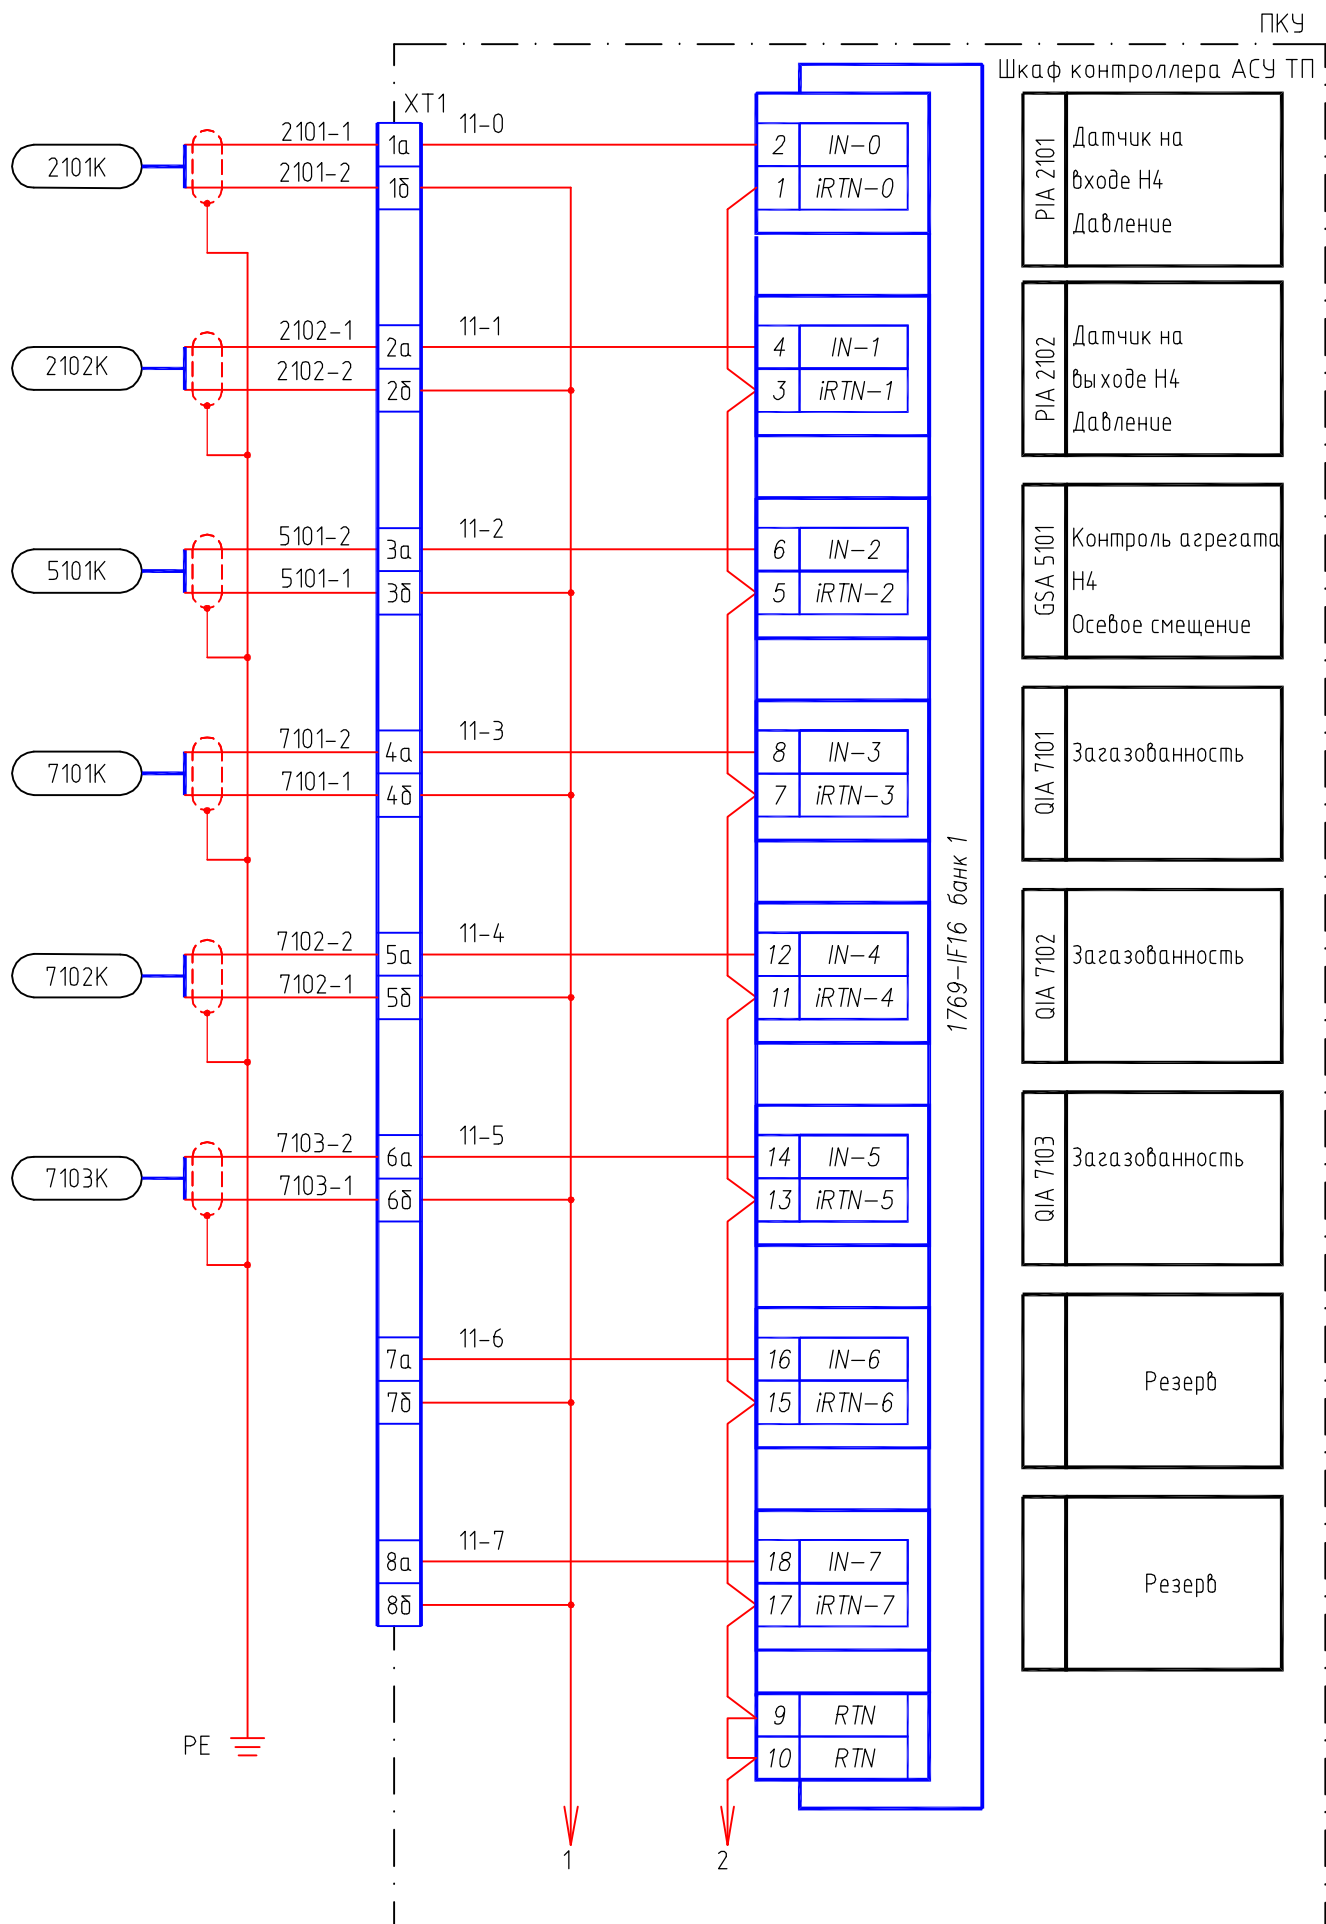 ПКУ
Шкаф контроллера АСУ ТП
XT1
2101К
2101-1
2101-2
1а
1б
11-0
2 IN-0
1 iRTN-0
PIA 2101
Датчик на
входе Н4
Давление
2102К
2102-1
2102-2
2а
2б
11-1
4 IN-1
3 iRTN-1
PIA 2102
Датчик на
выходе Н4
Давление
5101К
5101-2
5101-1
3а
3б
11-2
6 IN-2
5 iRTN-2
GSA 5101
Контроль агрегата
Н4
Осевое смещение
7101К
7101-2
7101-1
4а
4б
11-3
8 IN-3
7 iRTN-3
QIA 7101
Загазованность
1769-IF16 банк 1
7102К
7102-2
7102-1
5а
5б
11-4
12 IN-4
11 iRTN-4
QIA 7102
Загазованность
7103К
7103-2
7103-1
6а
6б
11-5
14 IN-5
13 iRTN-5
QIA 7103
Загазованность
7а
7б
11-6
16 IN-6
15 iRTN-6
Резерв
8а
8б
11-7
18 IN-7
17 iRTN-7
Резерв
9 RTN
10 RTN
PE
1
2